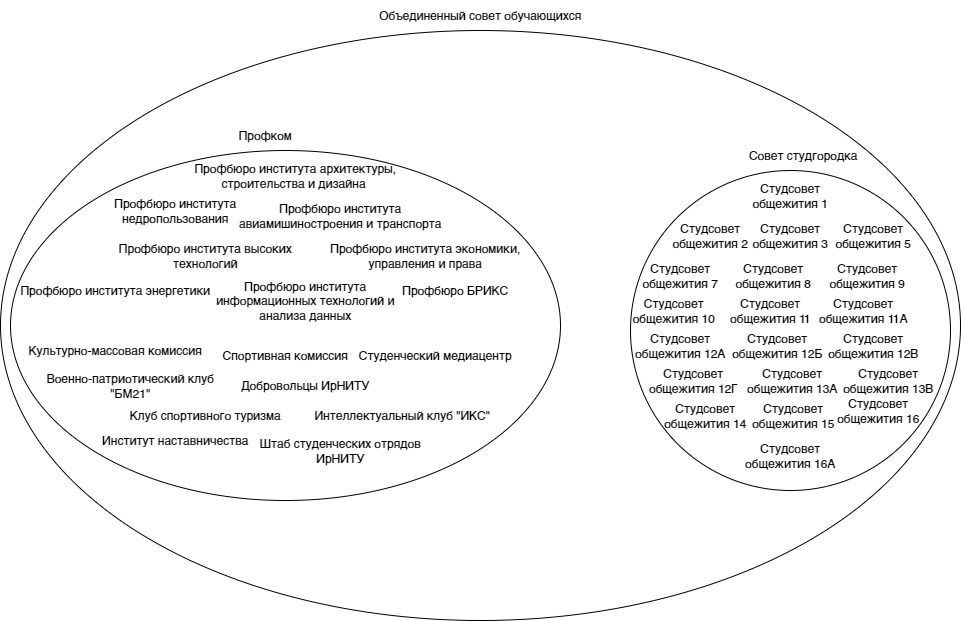 Объединенный совет обучающихся
Профком
Профбюро института архитектуры,
строительства и дизайна
Профбюро института
недропользования
Профбюро института
авиамишиностроения и транспорта
Профбюро института высоких
технологий
Профбюро института экономики,
управления и права
Профбюро института энергетики
Профбюро института
информационных технологий и
анализа данных
Профбюро БРИКС
Культурно-массовая комиссия
Спортивная комиссия
Студенческий медиацентр
Военно-патриотический клуб
"БМ21"
Добровольцы ИрНИТУ
Клуб спортивного туризма
Интеллектуальный клуб "ИКС"
Институт наставничества
Штаб студенческих отрядов
ИрНИТУ
Совет студгородка
Студсовет
общежития 1
Студсовет
общежития 2
Студсовет
общежития 3
Студсовет
общежития 5
Студсовет
общежития 7
Студсовет
общежития 8
Студсовет
общежития 9
Студсовет
общежития 10
Студсовет
общежития 11
Студсовет
общежития 11А
Студсовет
общежития 12А
Студсовет
общежития 12Б
Студсовет
общежития 12В
Студсовет
общежития 12Г
Студсовет
общежития 13А
Студсовет
общежития 13В
Студсовет
общежития 14
Студсовет
общежития 15
Студсовет
общежития 16
Студсовет
общежития 16А